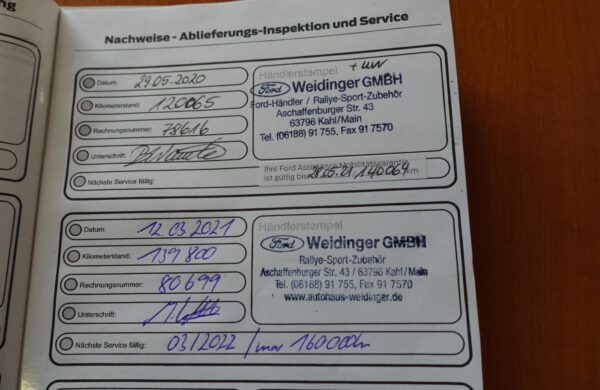 ng
Nachweise - Ablieferungs-Inspektion und Service
Datum: 29.05.2020
Kilometerstand: 120065
Rechnungsnummer: 78616
Unterschrift:
Nächste Service fällig:
Händlerstempel
+ UW
Ford Weidinger GMBH
Ford-Händler / Rallye-Sport-Zubehör
Aschaffenburger Str. 43
63796 Kahl/Main
Tel. (06188) 91 755, Fax 91 7570
Ihre Ford Assistance Mobilitätsgarantie
ist gültig bis 28.05.21/140064 km
Datum: 12.03.2021
Kilometerstand: 139800
Rechnungsnummer: 80699
Unterschrift:
Nächste Service fällig: 03/2022 / max 160000km
Händlerstempel
Ford Weidinger GMBH
Rallye-Sport-Zubehör
Aschaffenburger Str. 43 / 63796 Kahl/Main
Tel. (06188) 91 755, Fax 91 7570
www.autohaus-weidinger.de